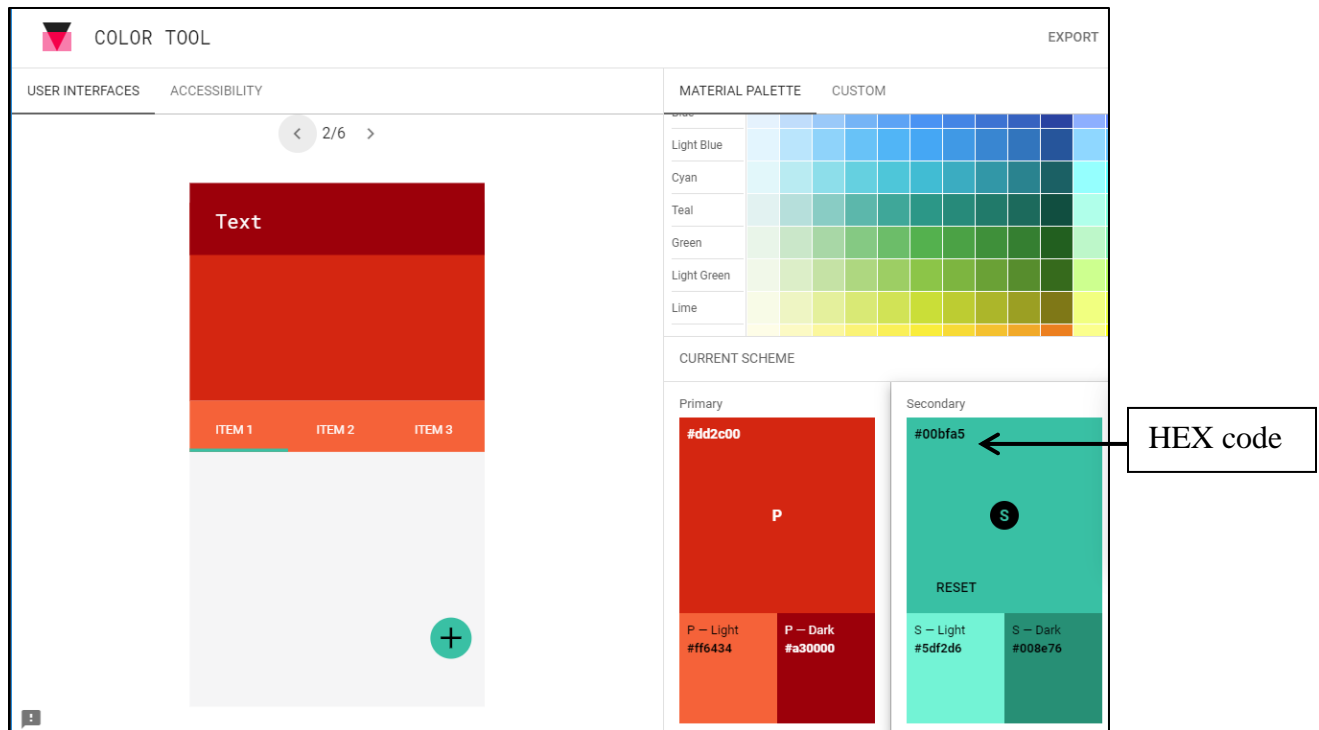 COLOR TOOL
EXPORT
USER INTERFACES ACCESSIBILITY
MATERIAL PALETTE CUSTOM
2/6
Text
ITEM 1 ITEM 2 ITEM 3
Blue
Light Blue
Cyan
Teal
Green
Light Green
Lime
CURRENT SCHEME
Primary
#dd2c00
P
P — Light
#ff6434
P — Dark
#a30000
Secondary
#00bfa5
S
RESET
S — Light
#5df2d6
S — Dark
#008e76
HEX code